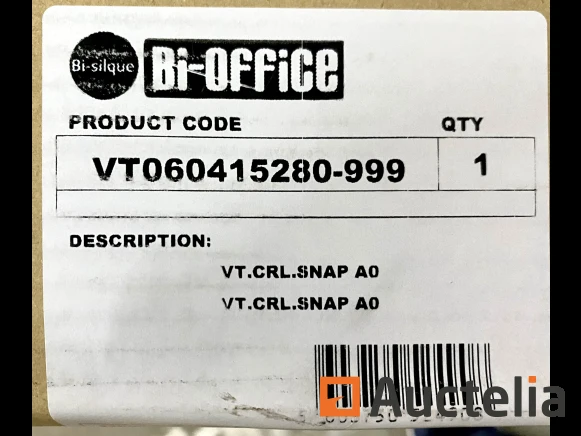 Bi-silque Bi-OFFiCE
PRODUCT CODE QTY
VT060415280-999 1
DESCRIPTION:
VT.CRL.SNAP A0
VT.CRL.SNAP A0
Auctelia